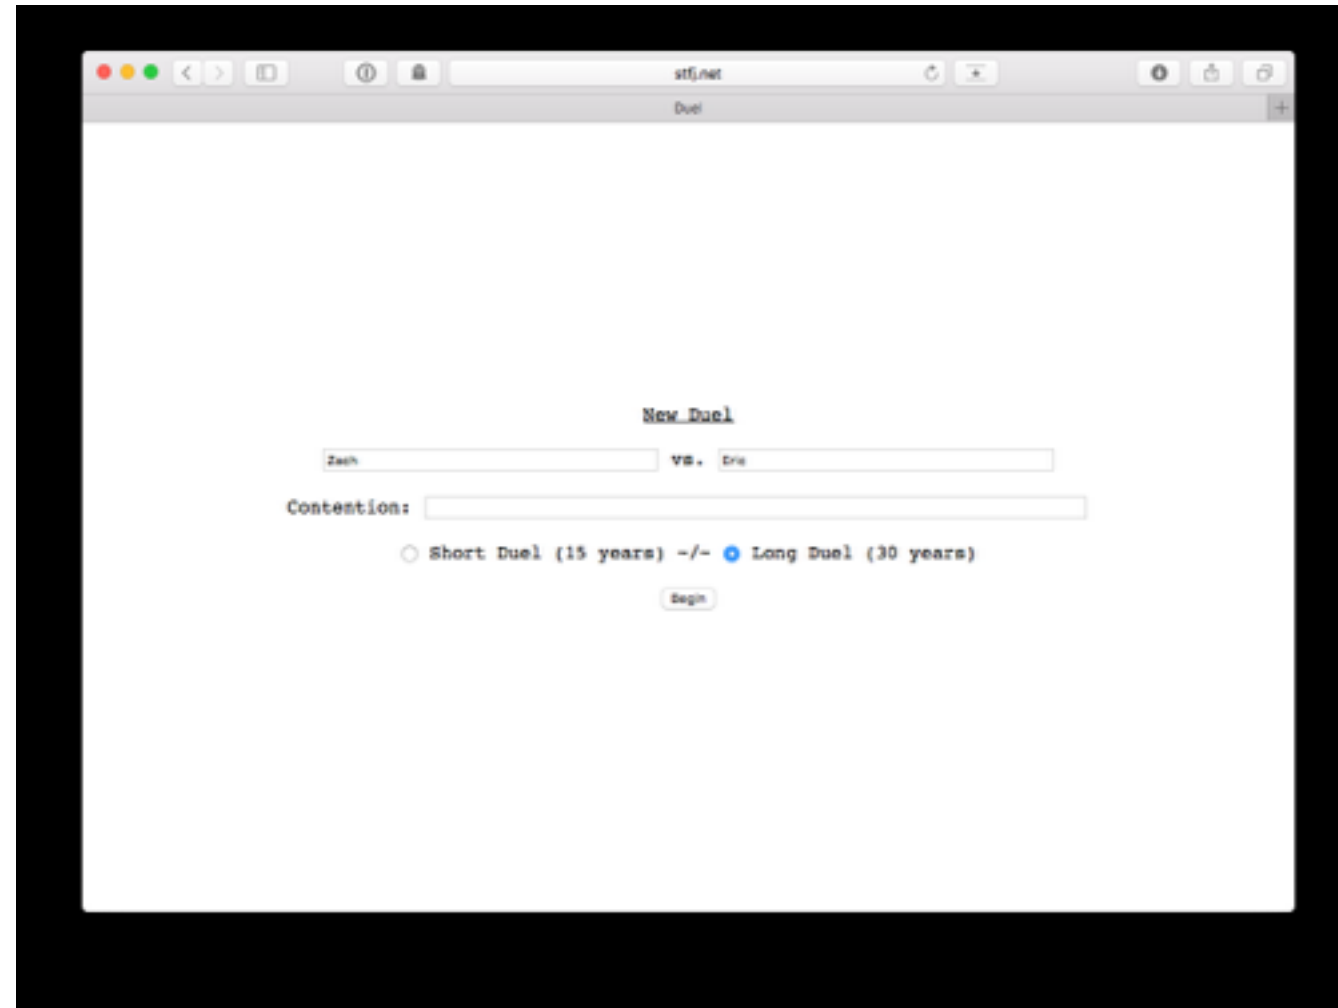 stfj.net
Duel
New Duel
Zach vs. Eric
Contention:
Short Duel (15 years) -/- Long Duel (30 years)
Begin